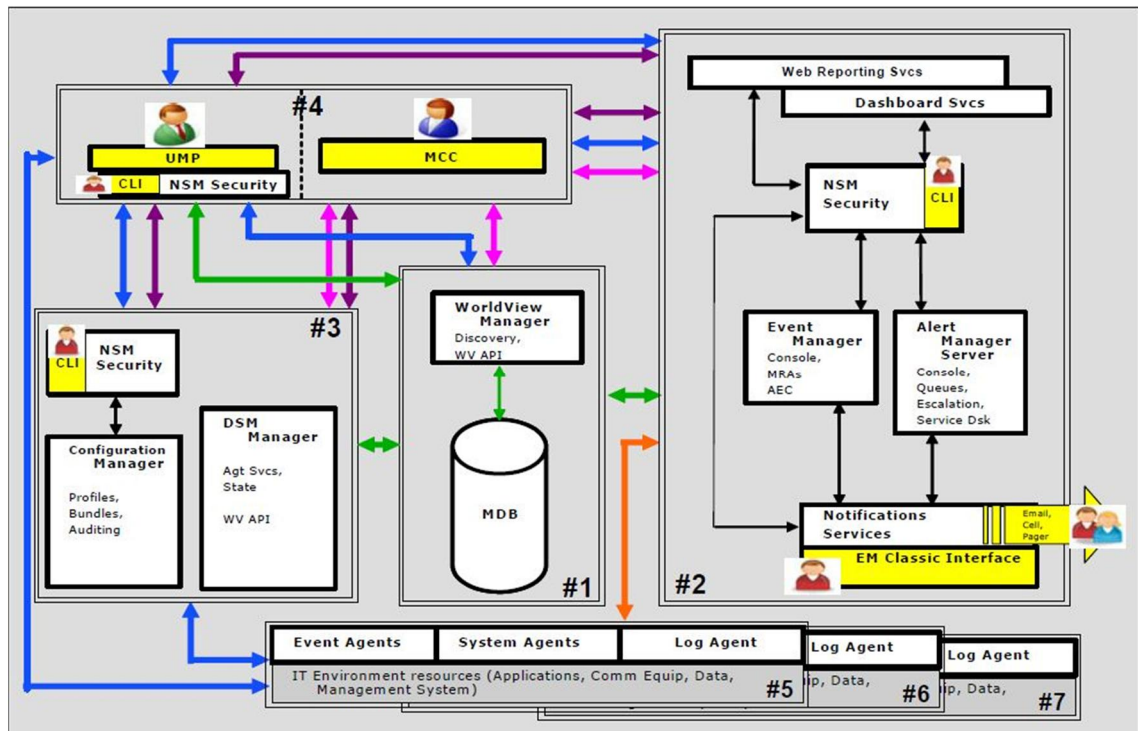 #4
UMP
CLI
NSM Security
MCC
#3
CLI
NSM
Security
Configuration
Manager
Profiles,
Bundles,
Auditing
DSM
Manager
Agt Svcs,
State
WV API
WorldView
Manager
Discovery,
WV API
MDB
#1
Web Reporting Svcs
Dashboard Svcs
NSM
Security
CLI
Event
Manager
Console,
MRAs
AEC
Alert
Manager
Server
Console,
Queues,
Escalation,
Service Dsk
Notifications
Services
Email,
Cell,
Pager
EM Classic Interface
#2
Event Agents
System Agents
Log Agent
IT Environment resources (Applications, Comm Equip, Data,
Management System)
#5
Log Agent
ip, Data,
#6
Log Agent
ip, Data,
#7